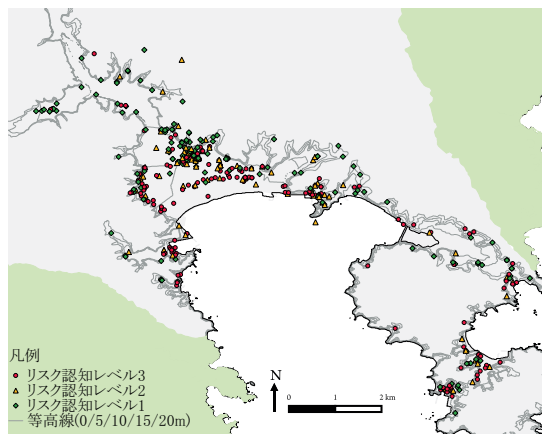 凡例
リスク認知レベル3
リスク認知レベル2
リスク認知レベル1
等高線(0/5/10/15/20m)
N
0 1 2 km